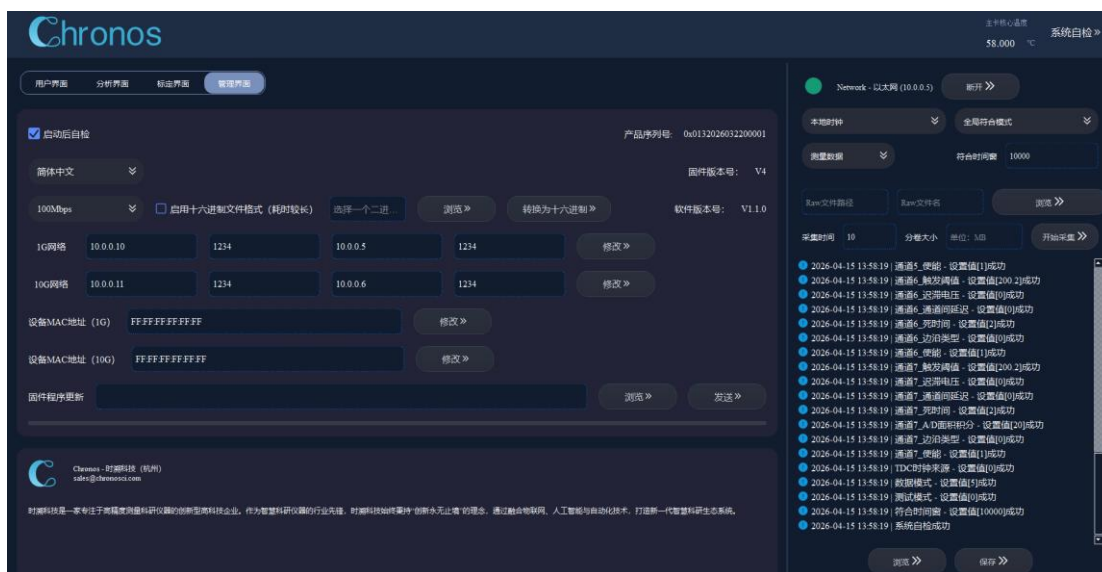 Chronos
主卡核心温度
58.000 ℃
系统自检»
用户界面 分析界面 标定界面 管理界面
启动后自检
产品序列号: 0x0132026032200001
简体中文
固件版本号: V4
100Mbps
启用十六进制文件格式（耗时较长）
选择一个二进...
浏览»
转换为十六进制»
软件版本号: V1.1.0
1G网络 10.0.0.10 1234 10.0.0.5 1234 修改»
10G网络 10.0.0.11 1234 10.0.0.6 1234 修改»
设备MAC地址（1G） FF:FF:FF:FF:FF:FF 修改»
设备MAC地址（10G） FF:FF:FF:FF:FF:FF 修改»
固件程序更新 浏览» 发送»
Chronos - 时溯科技（杭州）
sales@chronosci.com
时溯科技是一家专注于高精度测量科研仪器的创新型高科技企业。作为智慧科研仪器的行业先锋，时溯科技始终秉持“创新永无止境”的理念，通过融合物联网、人工智能与自动化技术，打造新一代智慧科研生态系统。
Network - 以太网 (10.0.0.5) 断开»
本地时钟 全局符合模式
测量数据 符合时间窗 10000
Raw文件路径 Raw文件名 浏览»
采集时间 10 分卷大小 单位：MB 开始采集»
2026-04-15 13:58:19 | 通道5_使能 - 设置值[1]成功
2026-04-15 13:58:19 | 通道6_触发阈值 - 设置值[200.2]成功
2026-04-15 13:58:19 | 通道6_迟滞电压 - 设置值[0]成功
2026-04-15 13:58:19 | 通道6_通道间延迟 - 设置值[0]成功
2026-04-15 13:58:19 | 通道6_死时间 - 设置值[2]成功
2026-04-15 13:58:19 | 通道6_边沿类型 - 设置值[0]成功
2026-04-15 13:58:19 | 通道6_使能 - 设置值[1]成功
2026-04-15 13:58:19 | 通道7_触发阈值 - 设置值[200.2]成功
2026-04-15 13:58:19 | 通道7_迟滞电压 - 设置值[0]成功
2026-04-15 13:58:19 | 通道7_通道间延迟 - 设置值[0]成功
2026-04-15 13:58:19 | 通道7_死时间 - 设置值[2]成功
2026-04-15 13:58:19 | 通道7_A/D面积积分 - 设置值[20]成功
2026-04-15 13:58:19 | 通道7_边沿类型 - 设置值[0]成功
2026-04-15 13:58:19 | 通道7_使能 - 设置值[1]成功
2026-04-15 13:58:19 | TDC时钟来源 - 设置值[0]成功
2026-04-15 13:58:19 | 数据模式 - 设置值[5]成功
2026-04-15 13:58:19 | 测试模式 - 设置值[0]成功
2026-04-15 13:58:19 | 符合时间窗 - 设置值[10000]成功
2026-04-15 13:58:19 | 系统自检成功
浏览» 保存»